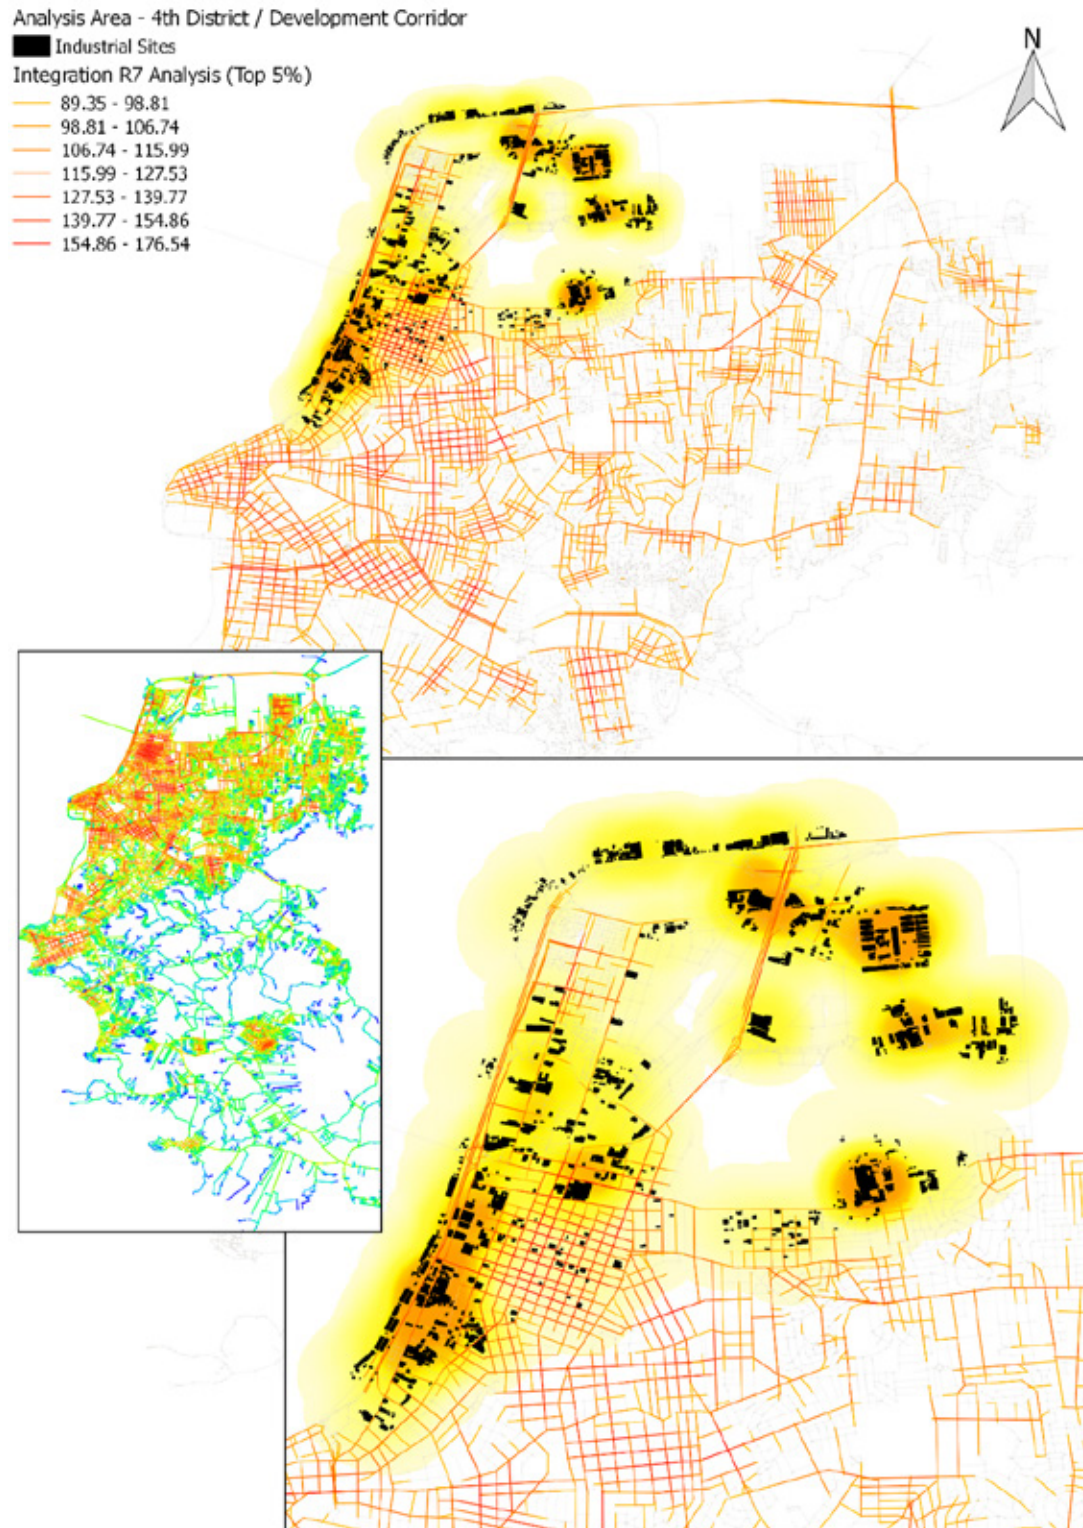 Analysis Area - 4th District / Development Corridor
Industrial Sites
Integration R7 Analysis (Top 5%)
89.35 - 98.81
98.81 - 106.74
106.74 - 115.99
115.99 - 127.53
127.53 - 139.77
139.77 - 154.86
154.86 - 176.54
N